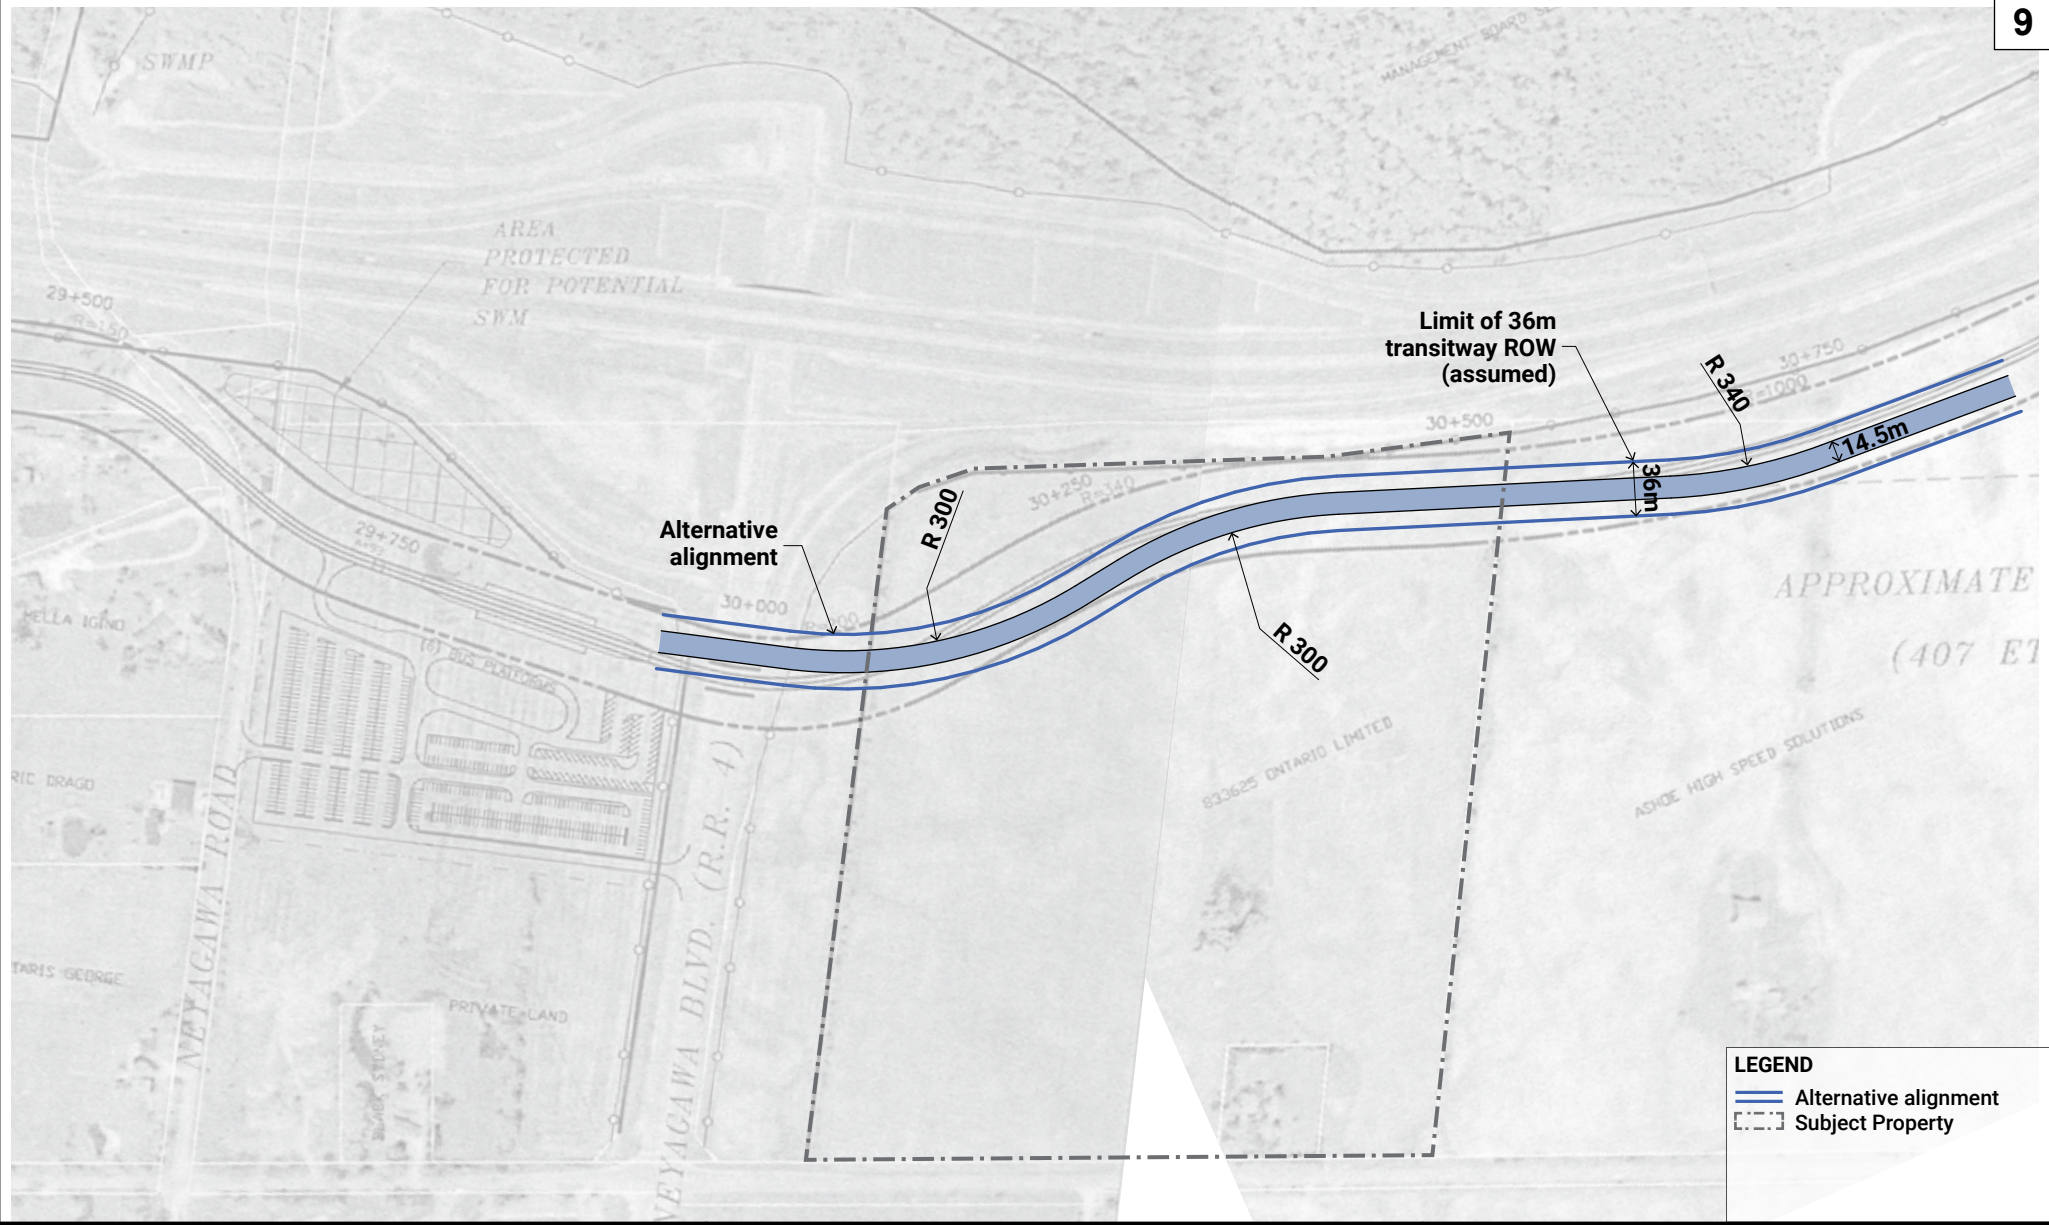 9
SWMP
MANAGEMENT BOARD
AREA
PROTECTED
FOR POTENTIAL
SWM
29+500
R=150
Limit of 36m
transitway ROW
(assumed)
R 340
30+750
R=1000
30+500
14.5m
36m
30+250
R=340
R 300
Alternative
alignment
29+750
30+000
R 300
APPROXIMATE
(407 ET
MELLA IGINO
(6) BUS PLATFORMS
833625 ONTARIO LIMITED
ASHOE HIGH SPEED SOLUTIONS
RIC DRAGO
NEYAGAWA ROAD
NEYAGAWA BLVD. (R.R. 4)
TARIS GEORGE
PRIVATE LAND
LEGEND
Alternative alignment
Subject Property